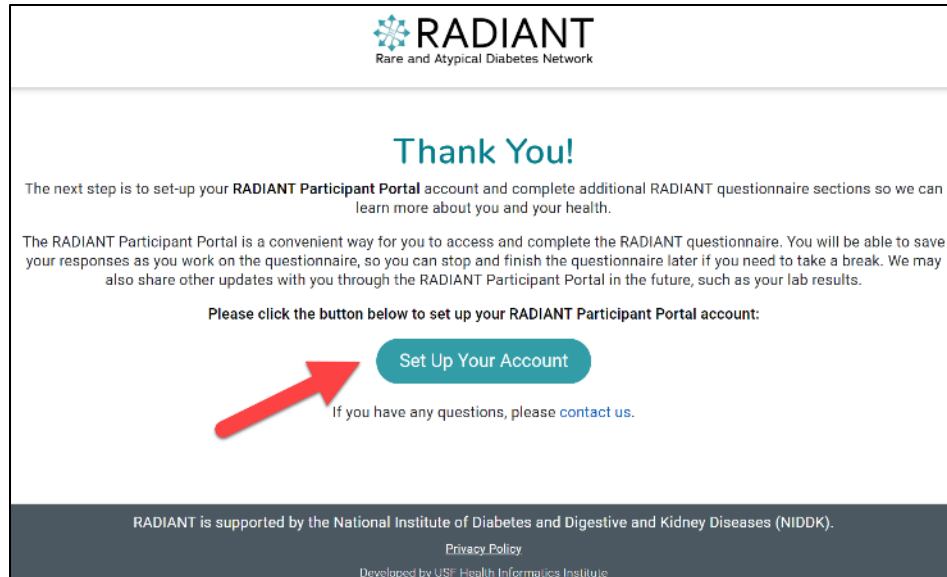 RADIANT
Rare and Atypical Diabetes Network
Thank You!
The next step is to set-up your RADIANT Participant Portal account and complete additional RADIANT questionnaire sections so we can
learn more about you and your health.
The RADIANT Participant Portal is a convenient way for you to access and complete the RADIANT questionnaire. You will be able to save
your responses as you work on the questionnaire, so you can stop and finish the questionnaire later if you need to take a break. We may
also share other updates with you through the RADIANT Participant Portal in the future, such as your lab results.
Please click the button below to set up your RADIANT Participant Portal account:
Set Up Your Account
If you have any questions, please contact us.
RADIANT is supported by the National Institute of Diabetes and Digestive and Kidney Diseases (NIDDK).
Privacy Policy
Developed by USF Health Informatics Institute